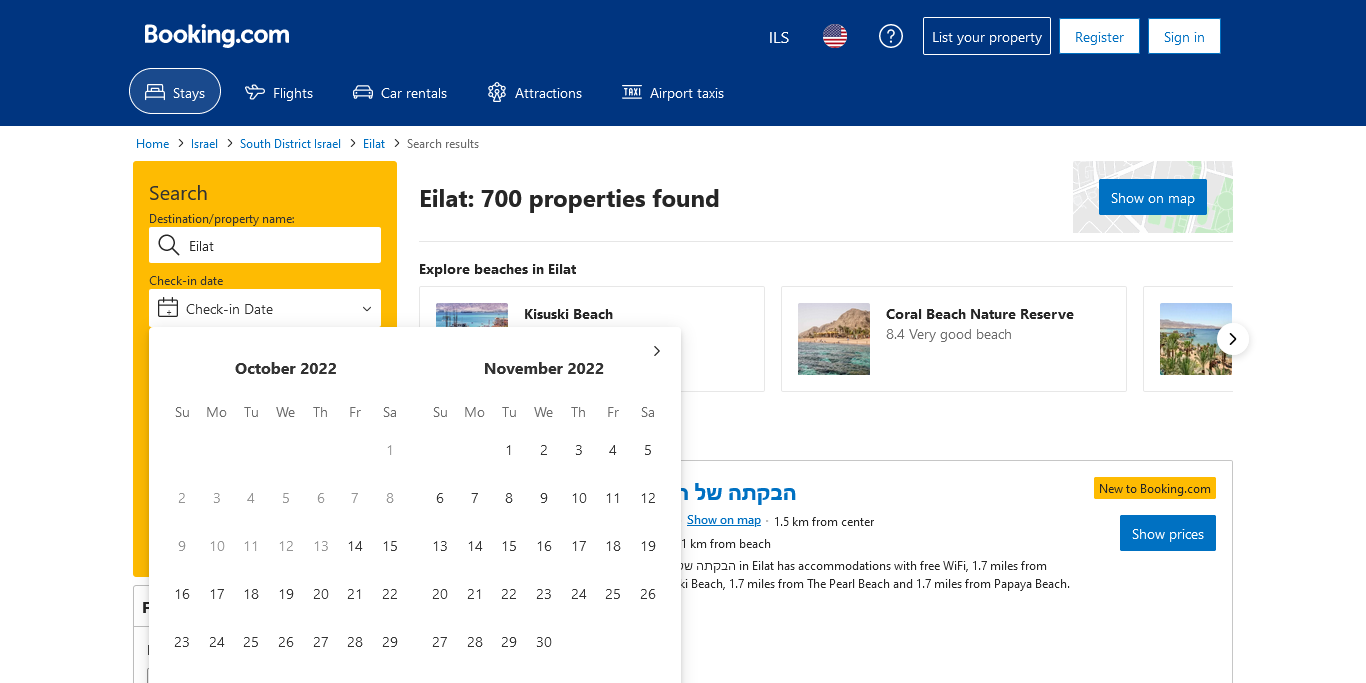 Booking.com
ILS
List your property
Register
Sign in
Stays
Flights
Car rentals
Attractions
Airport taxis
Home
Israel
South District Israel
Eilat
Search results
Search
Destination/property name:
Eilat
Check-in date
Check-in Date
Eilat: 700 properties found
Show on map
Explore beaches in Eilat
Kisuski Beach
Coral Beach Nature Reserve
8.4 Very good beach
October 2022
Su Mo Tu We Th Fr Sa
1
2 3 4 5 6 7 8
9 10 11 12 13 14 15
16 17 18 19 20 21 22
23 24 25 26 27 28 29
November 2022
Su Mo Tu We Th Fr Sa
1 2 3 4 5
6 7 8 9 10 11 12
13 14 15 16 17 18 19
20 21 22 23 24 25 26
27 28 29 30
הבקתה של
New to Booking.com
Show on map · 1.5 km from center
Show prices
1 km from beach
הבקתה in Eilat has accommodations with free WiFi, 1.7 miles from
Beach, 1.7 miles from The Pearl Beach and 1.7 miles from Papaya Beach.